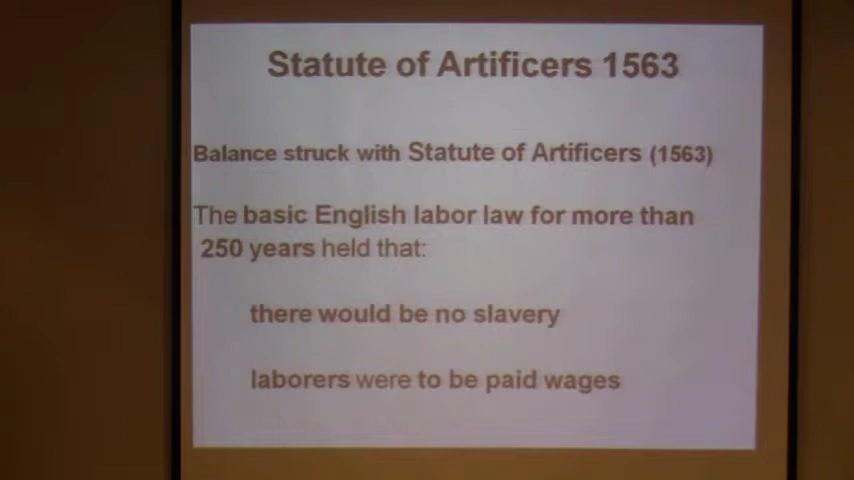 Statute of Artificers 1563
Balance struck with Statute of Artificers (1563)
The basic English labor law for more than
250 years held that:
there would be no slavery
laborers were to be paid wages